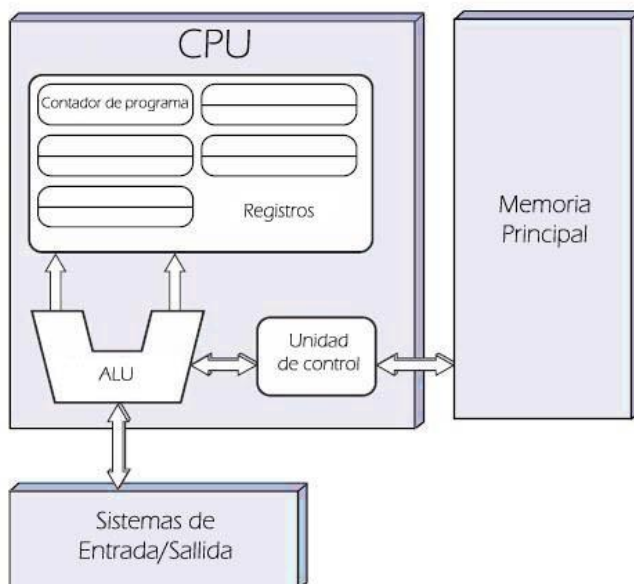 CPU
Contador de programa
Registros
Memoria
Principal
Unidad
de control
ALU
Sistemas de
Entrada/Sallida